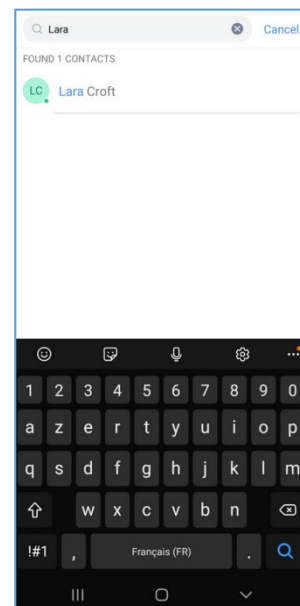 Lara
Cancel
FOUND 1 CONTACTS
LC
Lara Croft
1 2 3 4 5 6 7 8 9 0
a z e r t y u i o p
q s d f g h j k l m
w x c v b n
!#1 , Français (FR) .